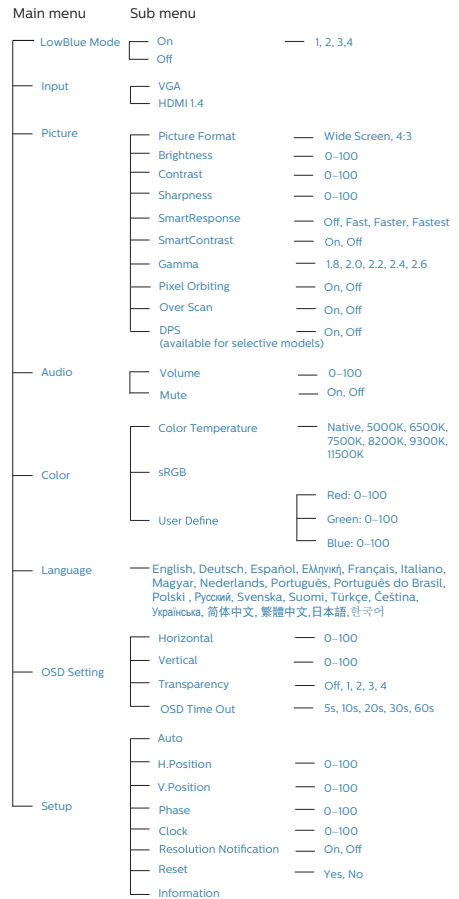 Main menu Sub menu
LowBlue Mode On 1, 2, 3,4
Off
Input VGA
HDMI 1.4
Picture Picture Format Wide Screen, 4:3
Brightness 0-100
Contrast 0-100
Sharpness 0-100
SmartResponse Off, Fast, Faster, Fastest
SmartContrast On, Off
Gamma 1.8, 2.0, 2.2, 2.4, 2.6
Pixel Orbiting On, Off
Over Scan On, Off
DPS On, Off
(available for selective models)
Audio Volume 0-100
Mute On, Off
Color Temperature Native, 5000K, 6500K,
7500K, 8200K, 9300K,
11500K
Color sRGB
Red: 0-100
User Define Green: 0-100
Blue: 0-100
Language English, Deutsch, Español, Ελληνική, Français, Italiano,
Magyar, Nederlands, Português, Português do Brasil,
Polski , Русский, Svenska, Suomi, Türkçe, Čeština,
Українська, 简体中文, 繁體中文,日本語,한국어
Horizontal 0-100
Vertical 0-100
OSD Setting Transparency Off, 1, 2, 3, 4
OSD Time Out 5s, 10s, 20s, 30s, 60s
Auto
H.Position 0-100
V.Position 0-100
Setup Phase 0-100
Clock 0-100
Resolution Notification On, Off
Reset Yes, No
Information